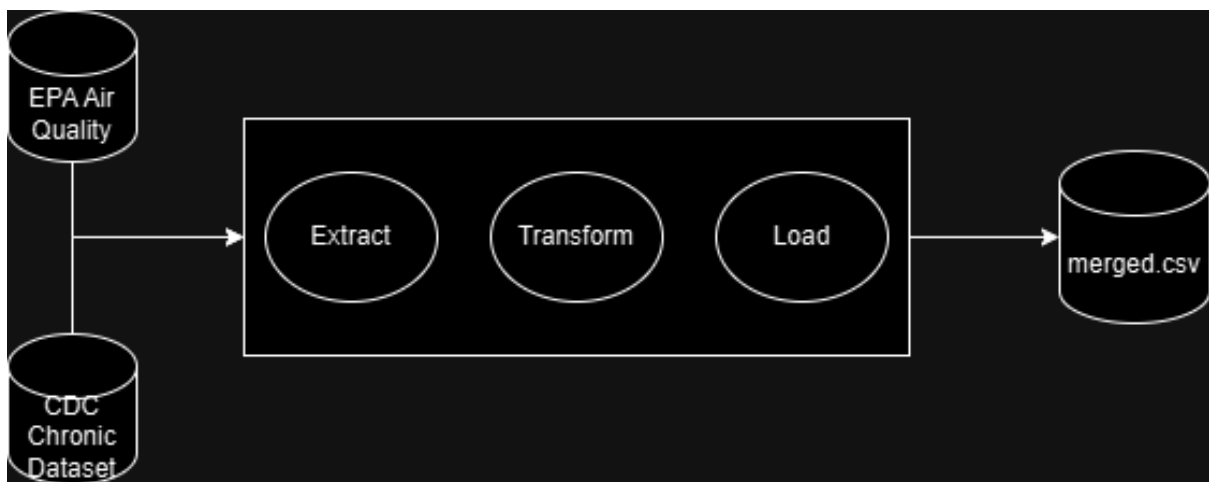 EPA Air
Quality
Extract
Transform
Load
merged.csv
CDC
Chronic
Dataset